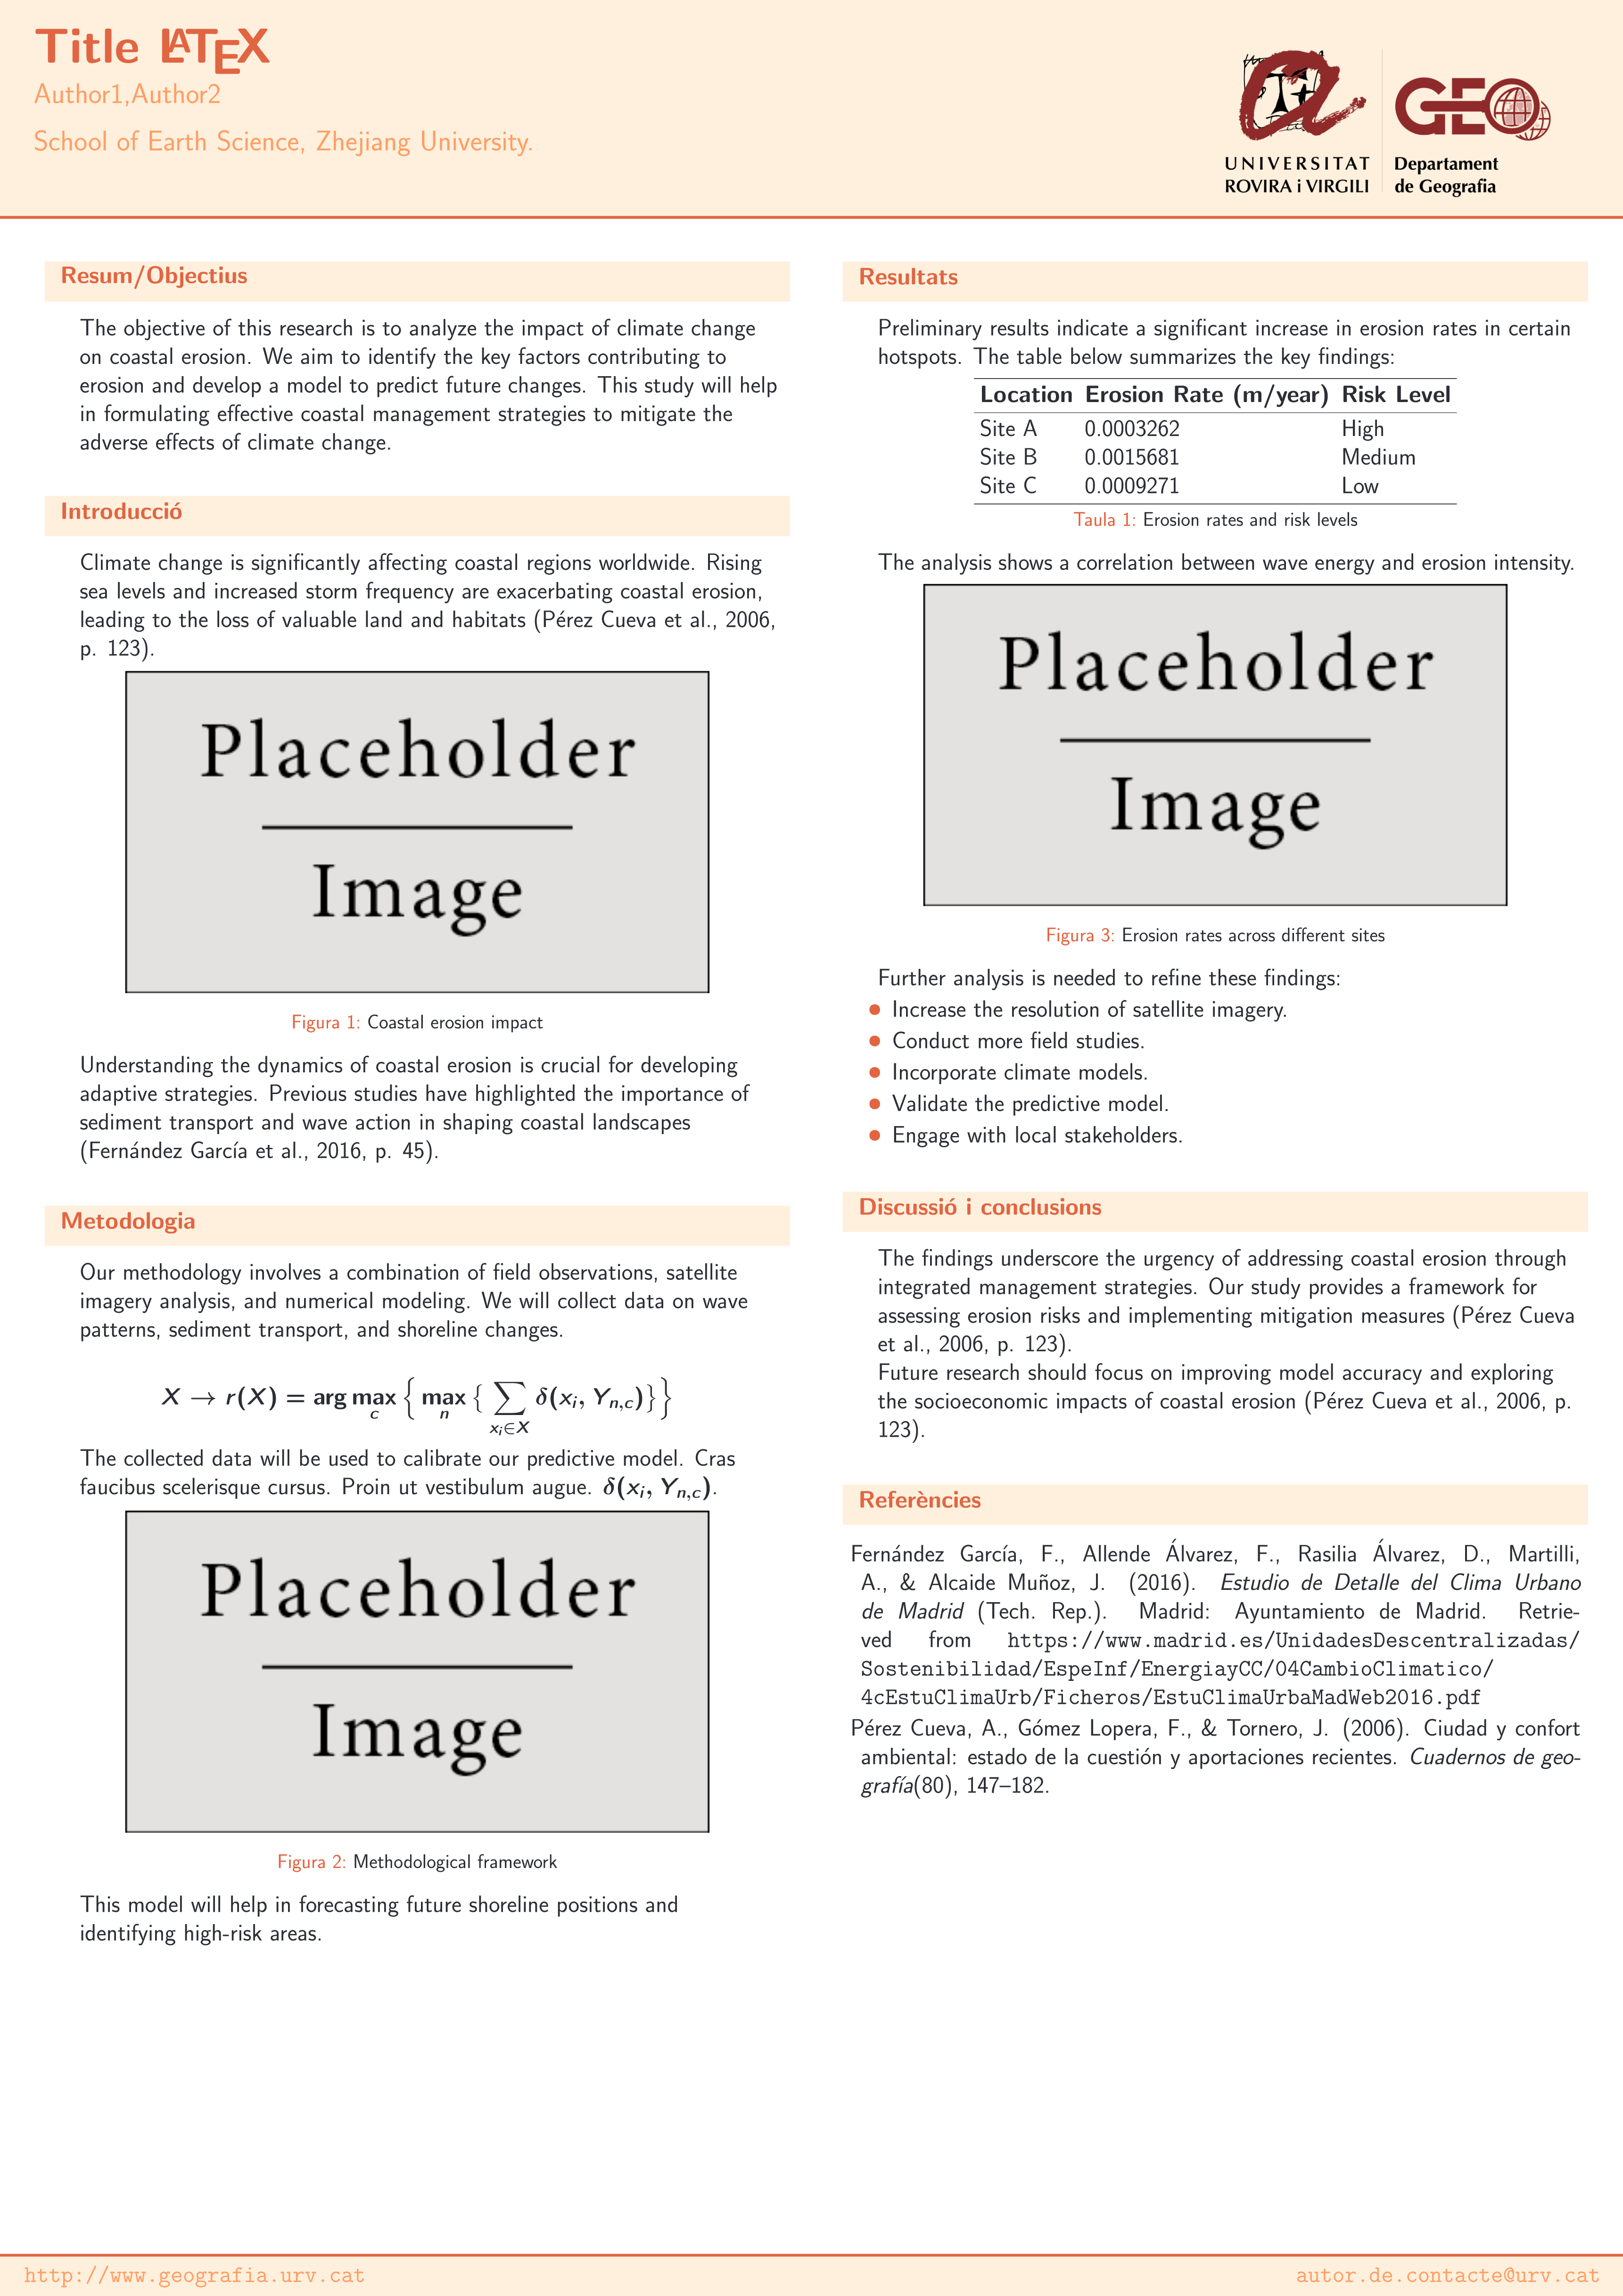 Title LATEX
Author1,Author2
School of Earth Science, Zhejiang University.
UNIVERSITAT
ROVIRA i VIRGILI
GEO
Departament
de Geografia
Resum/Objectius
The objective of this research is to analyze the impact of climate change
on coastal erosion. We aim to identify the key factors contributing to
erosion and develop a model to predict future changes. This study will help
in formulating effective coastal management strategies to mitigate the
adverse effects of climate change.
Introducció
Climate change is significantly affecting coastal regions worldwide. Rising
sea levels and increased storm frequency are exacerbating coastal erosion,
leading to the loss of valuable land and habitats (Pérez Cueva et al., 2006,
p. 123).
Placeholder
Image
Figura 1: Coastal erosion impact
Understanding the dynamics of coastal erosion is crucial for developing
adaptive strategies. Previous studies have highlighted the importance of
sediment transport and wave action in shaping coastal landscapes
(Fernández García et al., 2016, p. 45).
Metodologia
Our methodology involves a combination of field observations, satellite
imagery analysis, and numerical modeling. We will collect data on wave
patterns, sediment transport, and shoreline changes.
X → r(X) = arg max_c { max_n { ∑_{x_i∈X} δ(x_i, Y_{n,c}) } }
The collected data will be used to calibrate our predictive model. Cras
faucibus scelerisque cursus. Proin ut vestibulum augue. δ(x_i, Y_{n,c}).
Placeholder
Image
Figura 2: Methodological framework
This model will help in forecasting future shoreline positions and
identifying high-risk areas.
Resultats
Preliminary results indicate a significant increase in erosion rates in certain
hotspots. The table below summarizes the key findings:
Location Erosion Rate (m/year) Risk Level
Site A 0.0003262 High
Site B 0.0015681 Medium
Site C 0.0009271 Low
Taula 1: Erosion rates and risk levels
The analysis shows a correlation between wave energy and erosion intensity.
Placeholder
Image
Figura 3: Erosion rates across different sites
Further analysis is needed to refine these findings:
• Increase the resolution of satellite imagery.
• Conduct more field studies.
• Incorporate climate models.
• Validate the predictive model.
• Engage with local stakeholders.
Discussió i conclusions
The findings underscore the urgency of addressing coastal erosion through
integrated management strategies. Our study provides a framework for
assessing erosion risks and implementing mitigation measures (Pérez Cueva
et al., 2006, p. 123).
Future research should focus on improving model accuracy and exploring
the socioeconomic impacts of coastal erosion (Pérez Cueva et al., 2006, p.
123).
Referències
Fernández García, F., Allende Álvarez, F., Rasilia Álvarez, D., Martilli,
A., & Alcaide Muñoz, J. (2016). Estudio de Detalle del Clima Urbano
de Madrid (Tech. Rep.). Madrid: Ayuntamiento de Madrid. Retrie-
ved from https://www.madrid.es/UnidadesDescentralizadas/
Sostenibilidad/EspeInf/EnergiayCC/04CambioClimatico/
4cEstuClimaUrb/Ficheros/EstuClimaUrbaMadWeb2016.pdf
Pérez Cueva, A., Gómez Lopera, F., & Tornero, J. (2006). Ciudad y confort
ambiental: estado de la cuestión y aportaciones recientes. Cuadernos de geo-
grafía(80), 147–182.
http://www.geografia.urv.cat
autor.de.contacte@urv.cat